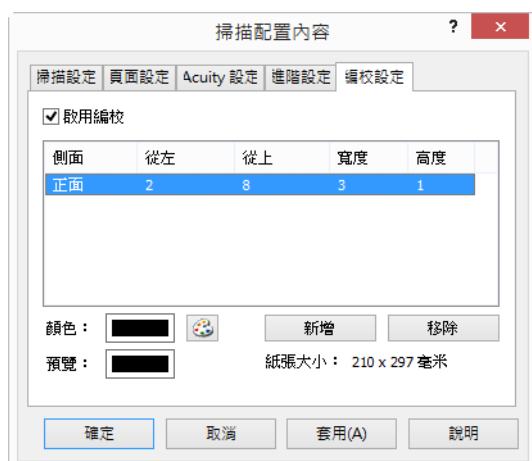 掃描配置內容 ? ×
掃描設定 頁面設定 Acuity 設定 進階設定 編校設定
啟用編校
側面 從左 從上 寬度 高度
正面 2 8 3 1
顏色： 新增 移除
預覽： 紙張大小： 210 x 297 毫米
確定 取消 套用(A) 說明